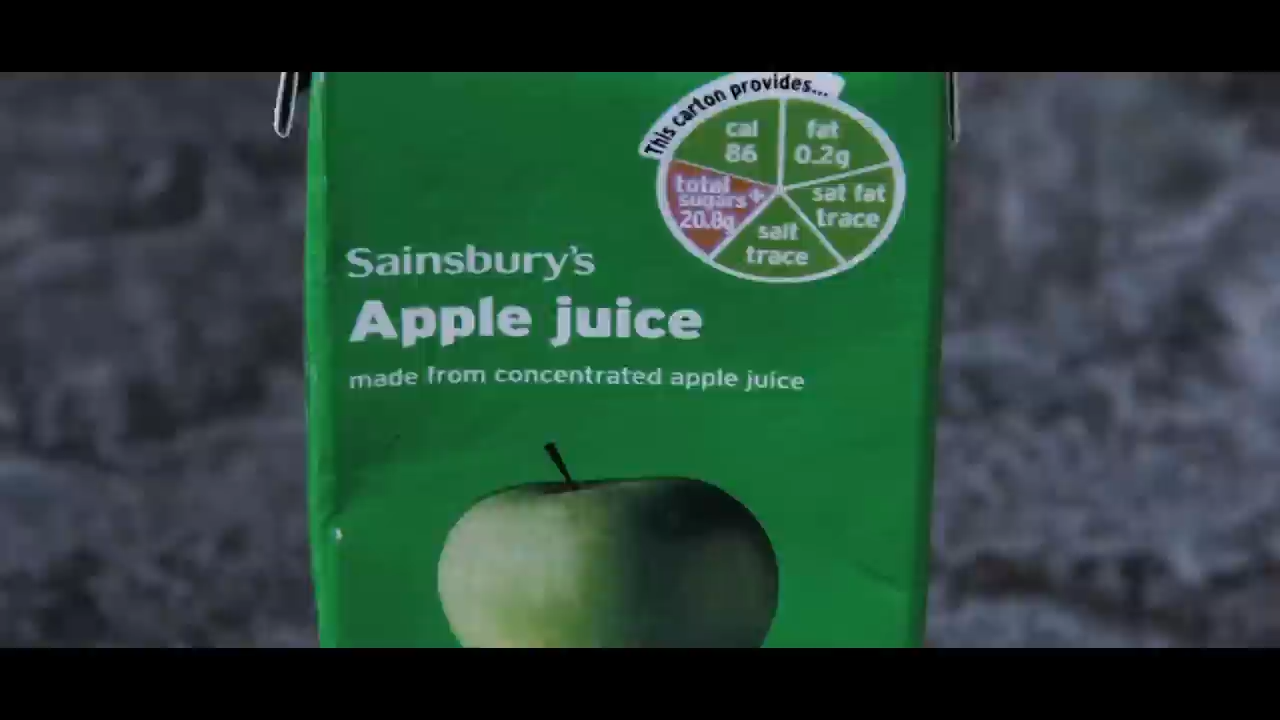 This carton provides...
cal
86
fat
0.2g
total
sugars +
20.8g
sat fat
trace
salt
trace
Sainsbury's
Apple juice
made from concentrated apple juice